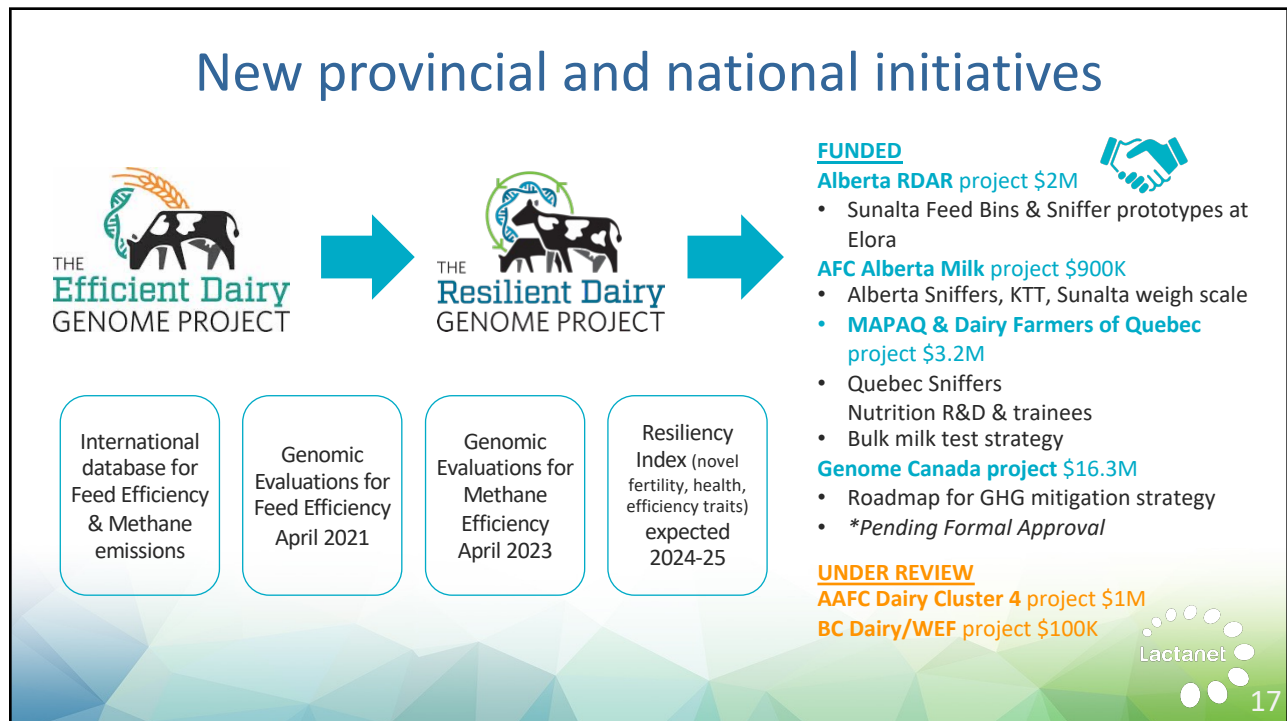 New provincial and national initiatives
THE
Efficient Dairy
GENOME PROJECT
THE
Resilient Dairy
GENOME PROJECT
International
database for
Feed Efficiency
& Methane
emissions
Genomic
Evaluations for
Feed Efficiency
April 2021
Genomic
Evaluations for
Methane
Efficiency
April 2023
Resiliency
Index (novel
fertility, health,
efficiency traits)
expected
2024-25
FUNDED
Alberta RDAR project $2M
• Sunalta Feed Bins & Sniffer prototypes at
Elora
AFC Alberta Milk project $900K
• Alberta Sniffers, KTT, Sunalta weigh scale
• MAPAQ & Dairy Farmers of Quebec
project $3.2M
• Quebec Sniffers
Nutrition R&D & trainees
• Bulk milk test strategy
Genome Canada project $16.3M
• Roadmap for GHG mitigation strategy
• *Pending Formal Approval
UNDER REVIEW
AAFC Dairy Cluster 4 project $1M
BC Dairy/WEF project $100K
Lactanet
17